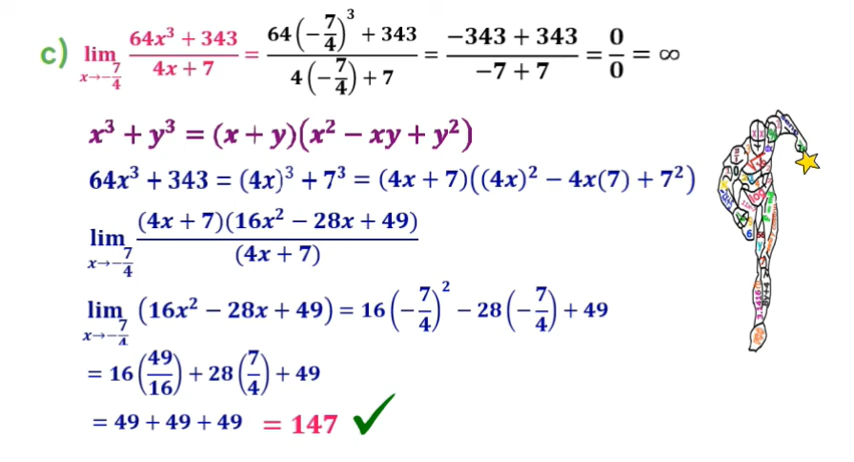 c) lim x→-7/4 (64x³ + 343)/(4x + 7) = (64(-7/4)³ + 343)/(4(-7/4) + 7) = (-343 + 343)/(-7 + 7) = 0/0 = ∞
x³ + y³ = (x + y)(x² − xy + y²)
64x³ + 343 = (4x)³ + 7³ = (4x + 7)((4x)² − 4x(7) + 7²)
lim x→-7/4 (4x + 7)(16x² − 28x + 49)/(4x + 7)
lim x→-7/4 (16x² − 28x + 49) = 16(-7/4)² − 28(-7/4) + 49
= 16(49/16) + 28(7/4) + 49
= 49 + 49 + 49 = 147 ✓